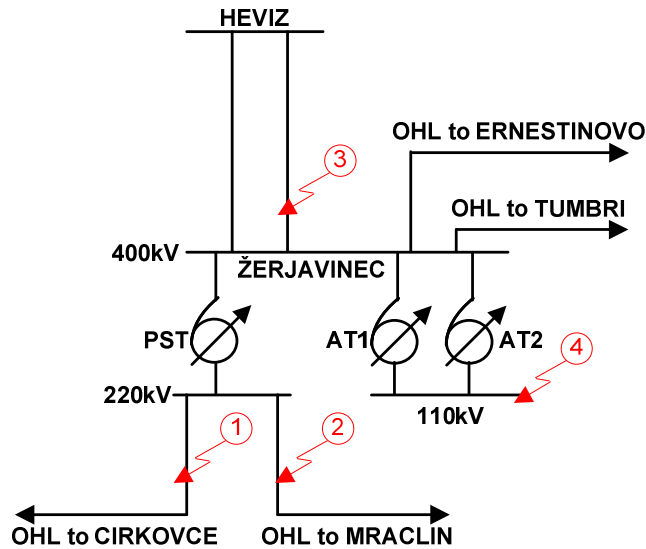 HEVIZ
3
OHL to ERNESTINOVO
OHL to TUMBRI
400kV
ŽERJAVINEC
PST
AT1
AT2
4
220kV
110kV
1
2
OHL to CIRKOVCE
OHL to MRACLIN